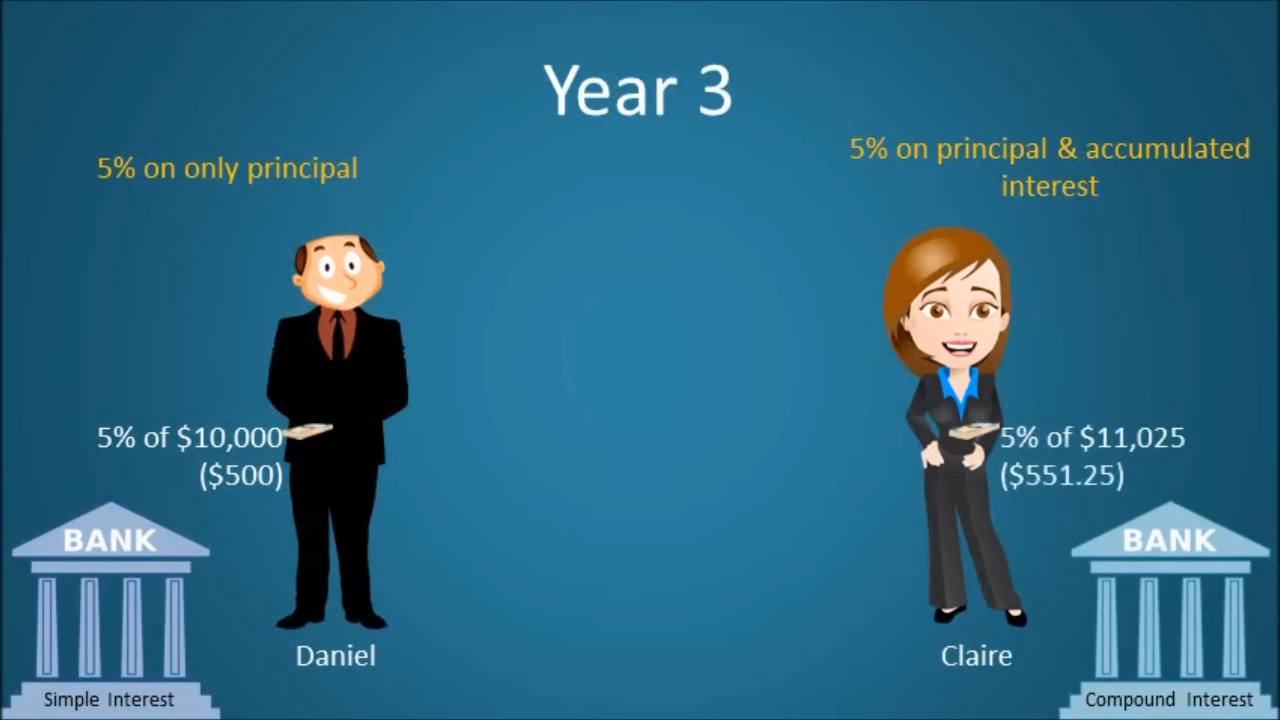 Year 3
5% on only principal
5% on principal & accumulated
interest
5% of $10,000
($500)
5% of $11,025
($551.25)
BANK
BANK
Daniel
Claire
Simple Interest
Compound Interest